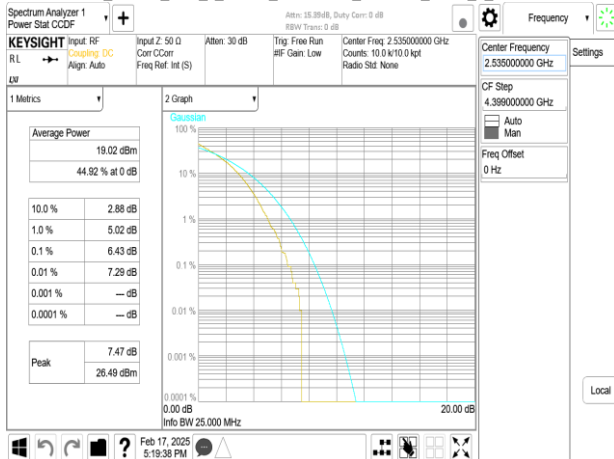 Spectrum Analyzer 1
Power Stat CCDF
Attn: 15.39dB, Duty Corr: 0 dB
RBW Trans: 0 dB
Frequency
KEYSIGHT
RL
LXI
Input: RF
Coupling: DC
Align: Auto
Input Z: 50 Ω
Corr CCorr
Freq Ref: Int (S)
Atten: 30 dB
Trig: Free Run
#IF Gain: Low
Center Freq: 2.535000000 GHz
Counts: 10.0 k/10.0 kpt
Radio Std: None
Center Frequency
2.535000000 GHz
Settings
CF Step
4.399000000 GHz
Auto
Man
Freq Offset
0 Hz
Local
1 Metrics
Average Power
19.02 dBm
44.92 % at 0 dB
10.0 % 2.88 dB
1.0 % 5.02 dB
0.1 % 6.43 dB
0.01 % 7.29 dB
0.001 % --- dB
0.0001 % --- dB
Peak 7.47 dB
26.49 dBm
2 Graph
Gaussian
100 %
10 %
1 %
0.1 %
0.01 %
0.001 %
0.0001 %
0.00 dB 20.00 dB
Info BW 25.000 MHz
?
Feb 17, 2025
5:19:38 PM